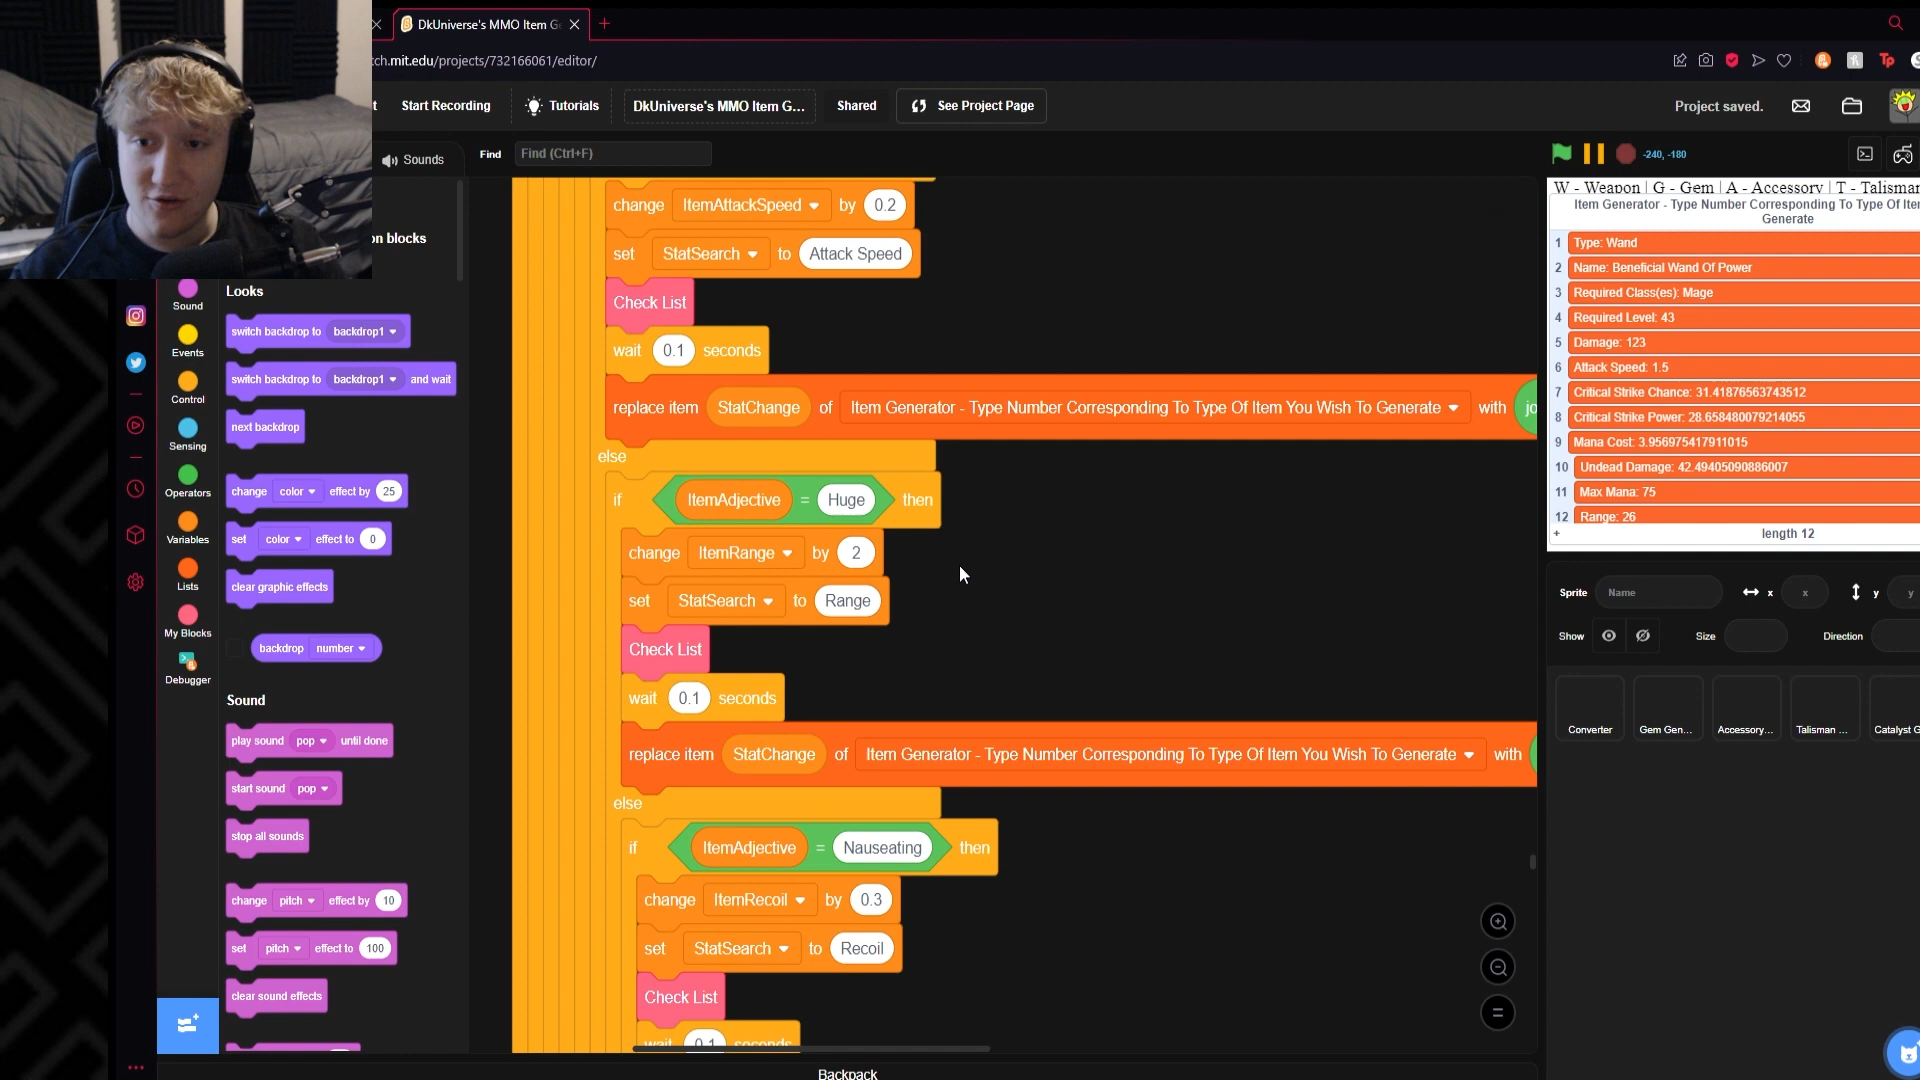 DkUniverse's MMO Item G
ch.mit.edu/projects/732166061/editor/
Start Recording
Tutorials
DkUniverse's MMO Item G...
Shared
See Project Page
Project saved.
Sounds
Find
Find (Ctrl+F)
-240, -180
on blocks
Looks
switch backdrop to backdrop1
switch backdrop to backdrop1 and wait
next backdrop
change color effect by 25
set color effect to 0
clear graphic effects
backdrop number
Sound
play sound pop until done
start sound pop
stop all sounds
change pitch effect by 10
set pitch effect to 100
clear sound effects
Sound
Events
Control
Sensing
Operators
Variables
Lists
My Blocks
Debugger
change ItemAttackSpeed by 0.2
set StatSearch to Attack Speed
Check List
wait 0.1 seconds
replace item StatChange of Item Generator - Type Number Corresponding To Type Of Item You Wish To Generate with jo
else
if ItemAdjective = Huge then
change ItemRange by 2
set StatSearch to Range
Check List
wait 0.1 seconds
replace item StatChange of Item Generator - Type Number Corresponding To Type Of Item You Wish To Generate with
else
if ItemAdjective = Nauseating then
change ItemRecoil by 0.3
set StatSearch to Recoil
Check List
wait 0.1 seconds
W - Weapon | G - Gem | A - Accessory | T - Talisman
Item Generator - Type Number Corresponding To Type Of Ite
Generate
1 Type: Wand
2 Name: Beneficial Wand Of Power
3 Required Class(es): Mage
4 Required Level: 43
5 Damage: 123
6 Attack Speed: 1.5
7 Critical Strike Chance: 31.41876563743512
8 Critical Strike Power: 28.658480079214055
9 Mana Cost: 3.956975417911015
10 Undead Damage: 42.49405090886007
11 Max Mana: 75
12 Range: 26
+ length 12
Sprite Name x x y y
Show Size Direction
Converter
Gem Gen...
Accessory...
Talisman ...
Catalyst G
Backpack
Tp